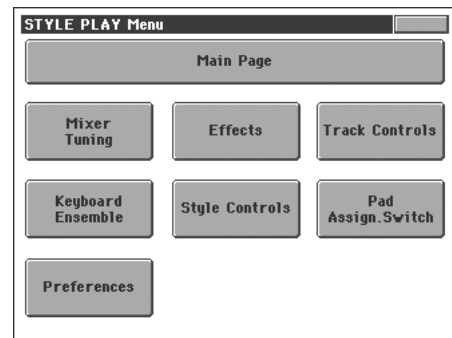 STYLE PLAY Menu
Main Page
Mixer
Tuning
Effects
Track Controls
Keyboard
Ensemble
Style Controls
Pad
Assign.Switch
Preferences